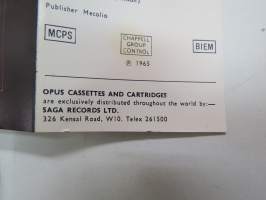 Publisher Mecolia
MCPS
CHAPPELL
GROUP
CONTROL
BIEM
℗ 1965
OPUS CASSETTES AND CARTRIDGES
are exclusively distributed throughout the world by:—
SAGA RECORDS LTD.
326 Kensal Road, W10. Telex 261500